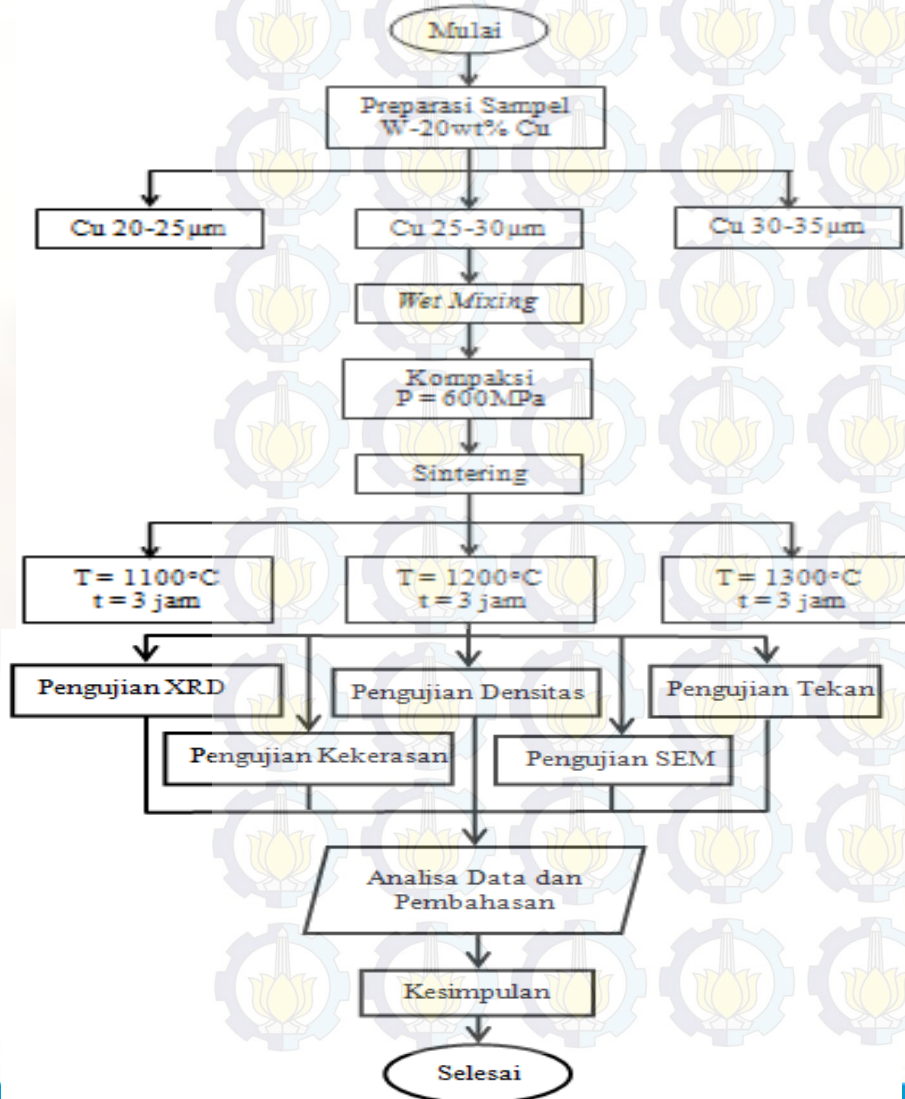 Mulai
Preparasi Sampel
W-20wt% Cu
Cu 20-25µm
Cu 25-30µm
Cu 30-35µm
Wet Mixing
Kompaksi
P = 600MPa
Sintering
T = 1100°C
t = 3 jam
T = 1200°C
t = 3 jam
T = 1300°C
t = 3 jam
Pengujian XRD
Pengujian Densitas
Pengujian Tekan
Pengujian Kekerasan
Pengujian SEM
Analisa Data dan
Pembahasan
Kesimpulan
Selesai